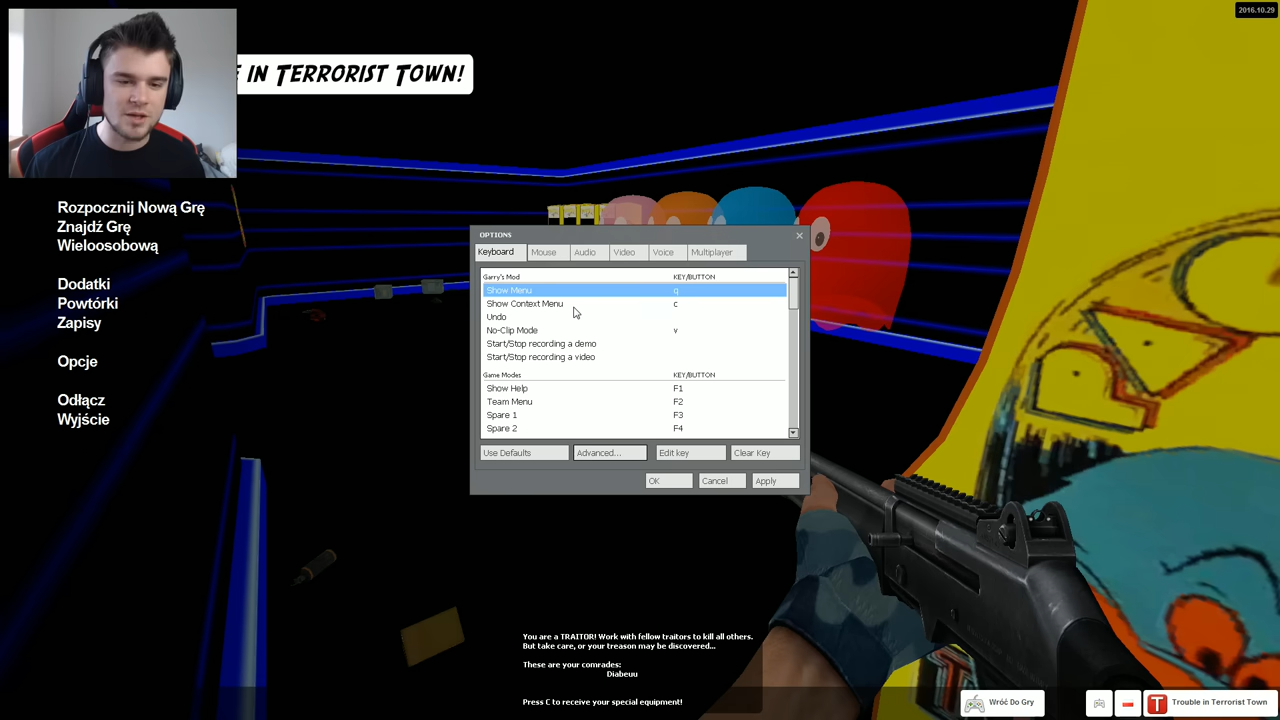 2016.10.29
E IN TERRORIST TOWN!
Rozpocznij Nową Grę
Znajdź Grę
Wieloosobową
Dodatki
Powtórki
Zapisy
Opcje
Odłącz
Wyjście
OPTIONS
Keyboard Mouse Audio Video Voice Multiplayer
Garry's Mod KEY/BUTTON
Show Menu q
Show Context Menu c
Undo
No-Clip Mode v
Start/Stop recording a demo
Start/Stop recording a video
Game Modes KEY/BUTTON
Show Help F1
Team Menu F2
Spare 1 F3
Spare 2 F4
Use Defaults Advanced... Edit key Clear Key
OK Cancel Apply
You are a TRAITOR! Work with fellow traitors to kill all others.
But take care, or your treason may be discovered...
These are your comrades:
Diabeuu
Press C to receive your special equipment!
Wróć Do Gry T Trouble in Terrorist Town